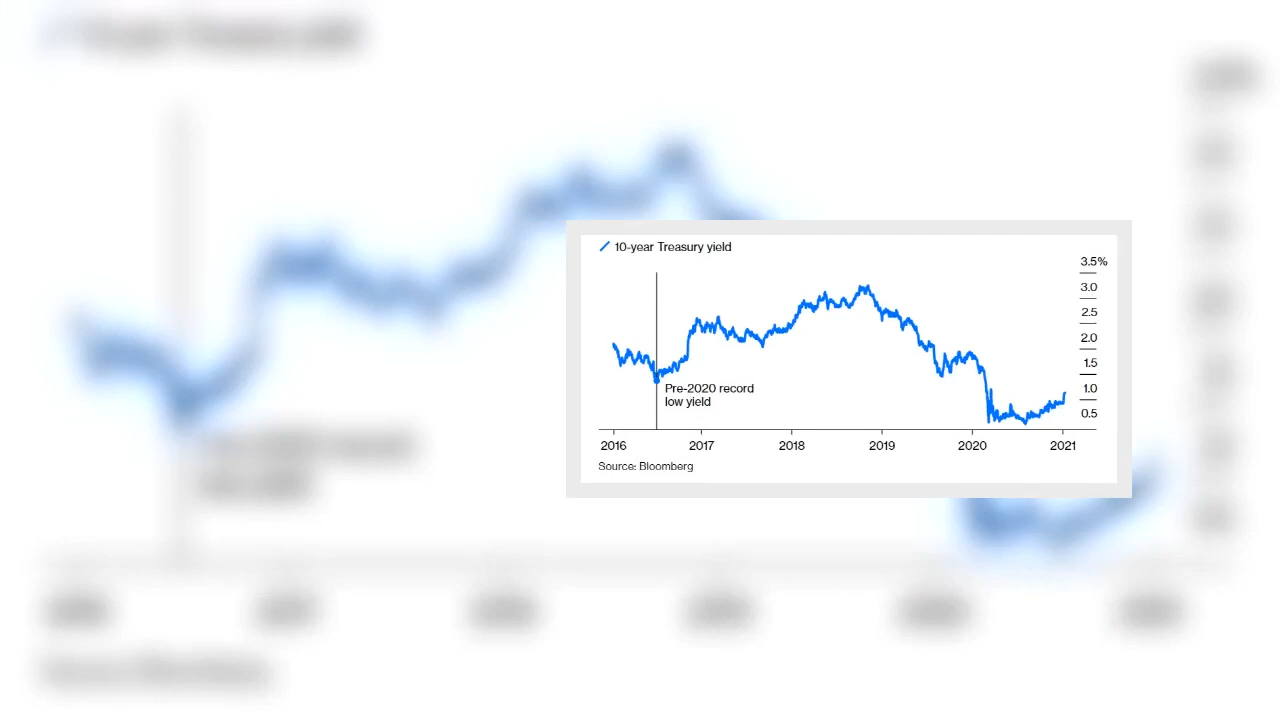 10-year Treasury yield
3.5%
3.0
2.5
2.0
1.5
1.0
0.5
Pre-2020 record
low yield
2016 2017 2018 2019 2020 2021
Source: Bloomberg